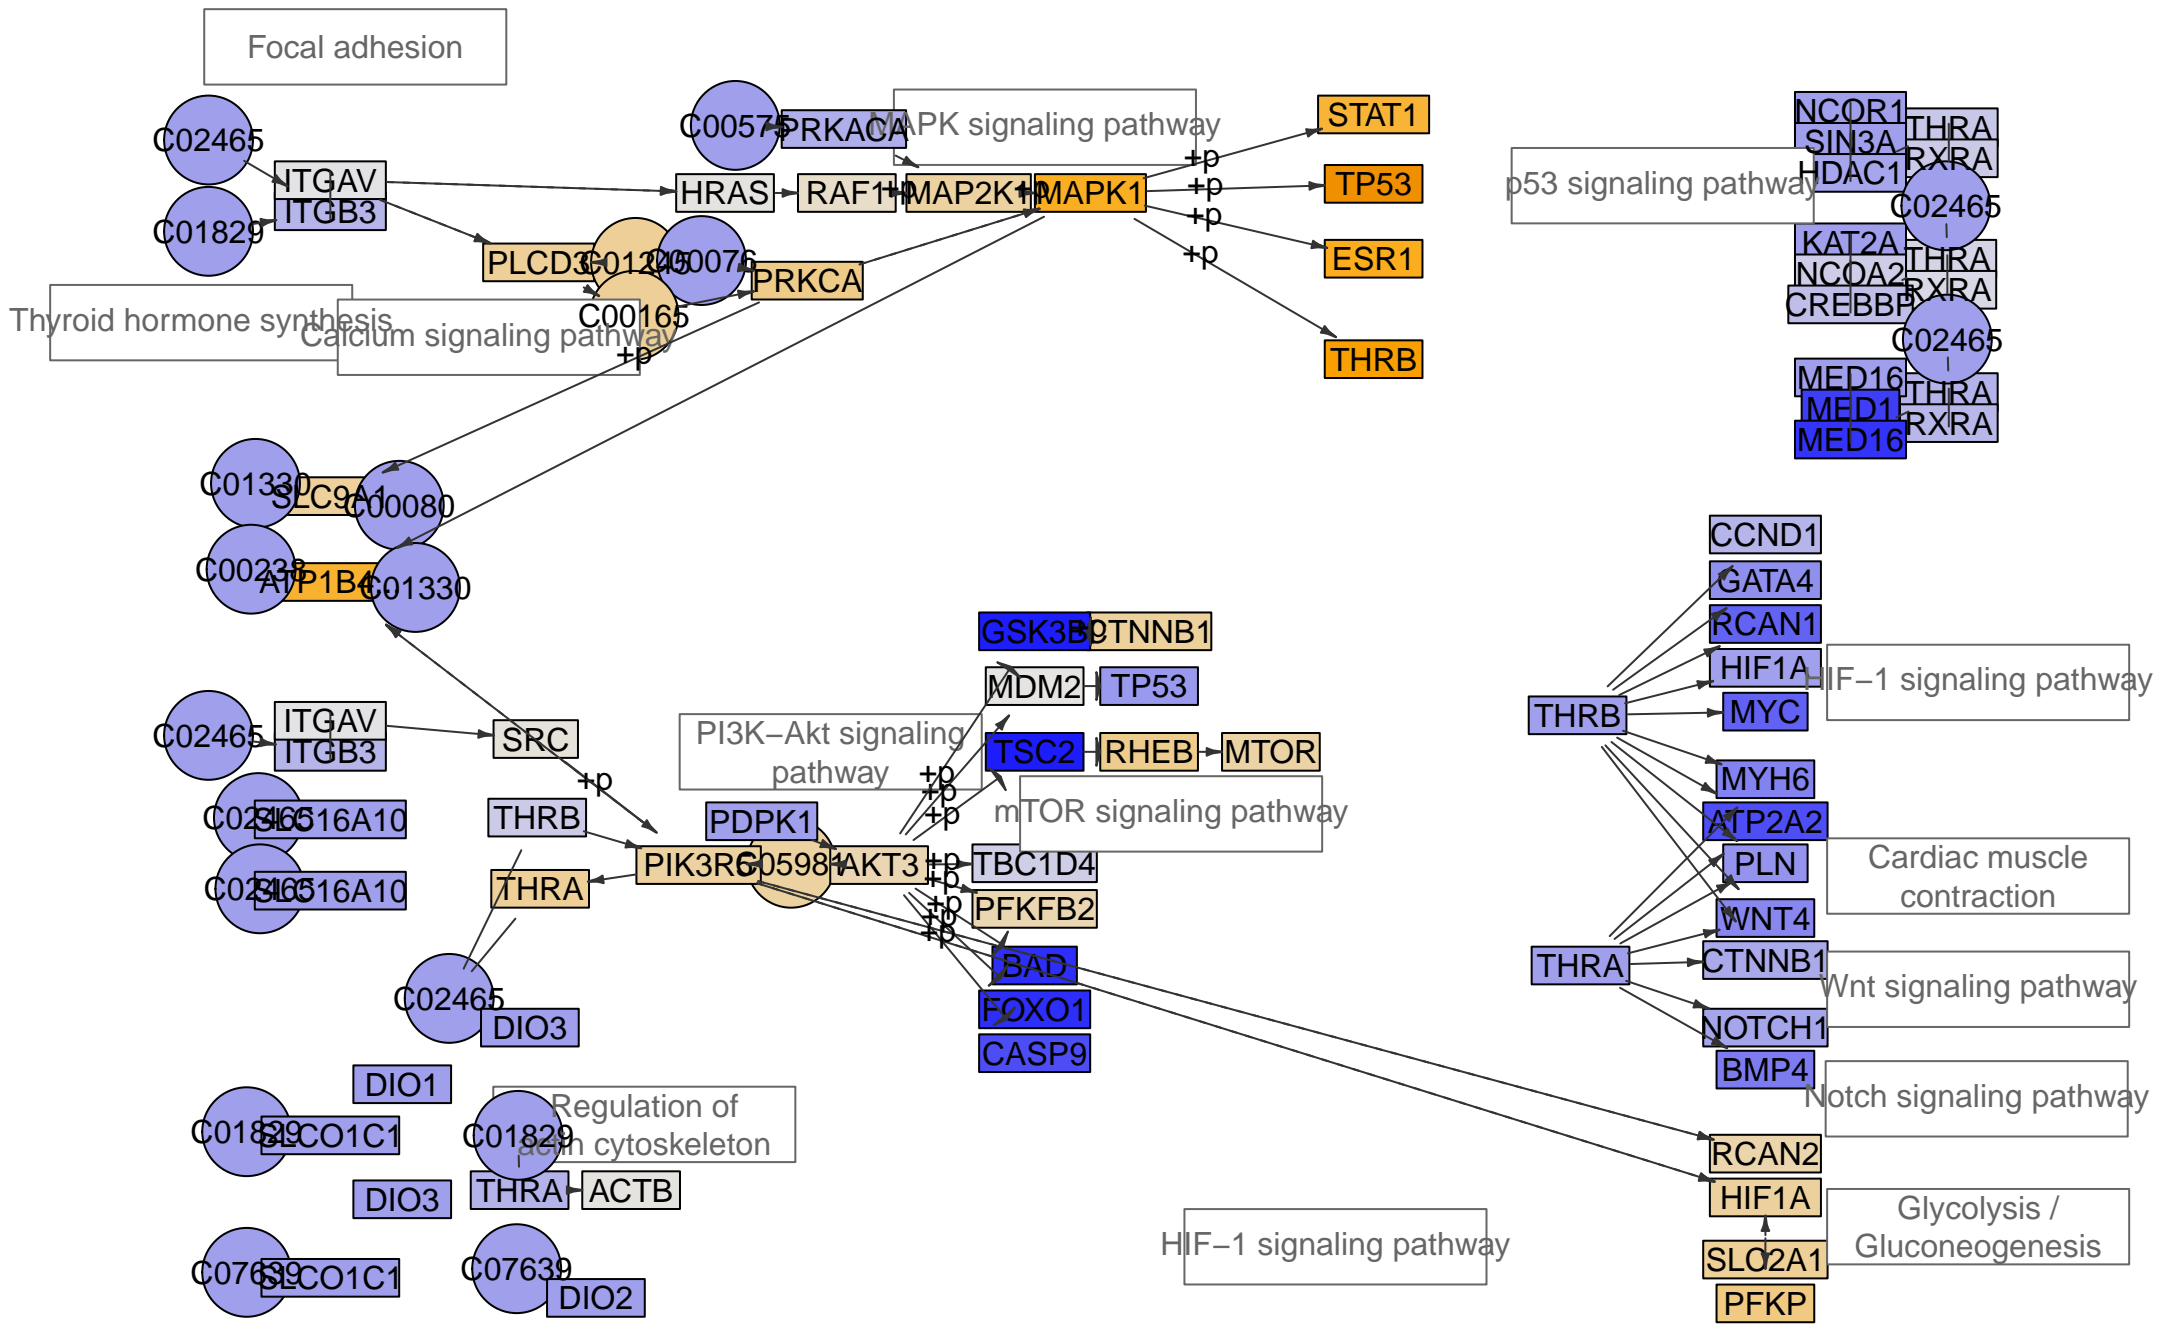 Focal adhesion
C02465
C01829
ITGAV
ITGB3
C00575
PRKACA
MAPK signaling pathway
HRAS
RAF1
+p
MAP2K1
+p
MAPK1
+p
+p
+p
+p
STAT1
TP53
ESR1
THRB
PLCD3
C01245
C00076
C00165
PRKCA
Thyroid hormone synthesis
Calcium signaling pathway
+p
p53 signaling pathway
NCOR1
SIN3A
HDAC1
THRA
RXRA
C02465
KAT2A
NCOA2
CREBBP
THRA
RXRA
C02465
MED16
MED1
MED16
THRA
RXRA
C01330
SLC9A1
C00080
C00238
ATP1B4...
C01330
C02465
ITGAV
ITGB3
SRC
+p
C02465
SLC16A10
C02465
SLC16A10
THRB
THRA
PIK3R6
C05981
PDPK1
AKT3
PI3K−Akt signaling
pathway
GSK3B
+p
CTNNB1
MDM2
TP53
TSC2
RHEB
MTOR
mTOR signaling pathway
+p
+p
+p
+p
+p
+p
+p
+p
TBC1D4
PFKFB2
BAD
FOXO1
CASP9
C02465
DIO3
DIO1
C01829
SLCO1C1
DIO3
C07639
SLCO1C1
Regulation of
actin cytoskeleton
C01829
THRA
ACTB
C07639
DIO2
THRB
THRA
CCND1
GATA4
RCAN1
HIF1A
MYC
HIF−1 signaling pathway
MYH6
ATP2A2
PLN
Cardiac muscle
contraction
WNT4
CTNNB1
Wnt signaling pathway
NOTCH1
BMP4
Notch signaling pathway
RCAN2
HIF1A
SLC2A1
PFKP
Glycolysis /
Gluconeogenesis
HIF−1 signaling pathway